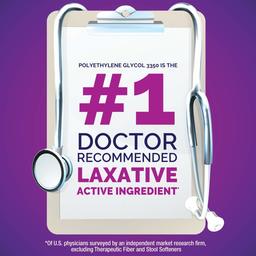 POLYETHYLENE GLYCOL 3350 IS THE
#1
DOCTOR
RECOMMENDED
LAXATIVE
ACTIVE INGREDIENT*
*Of U.S. physicians surveyed by an independent market research firm,
excluding Therapeutic Fiber and Stool Softeners